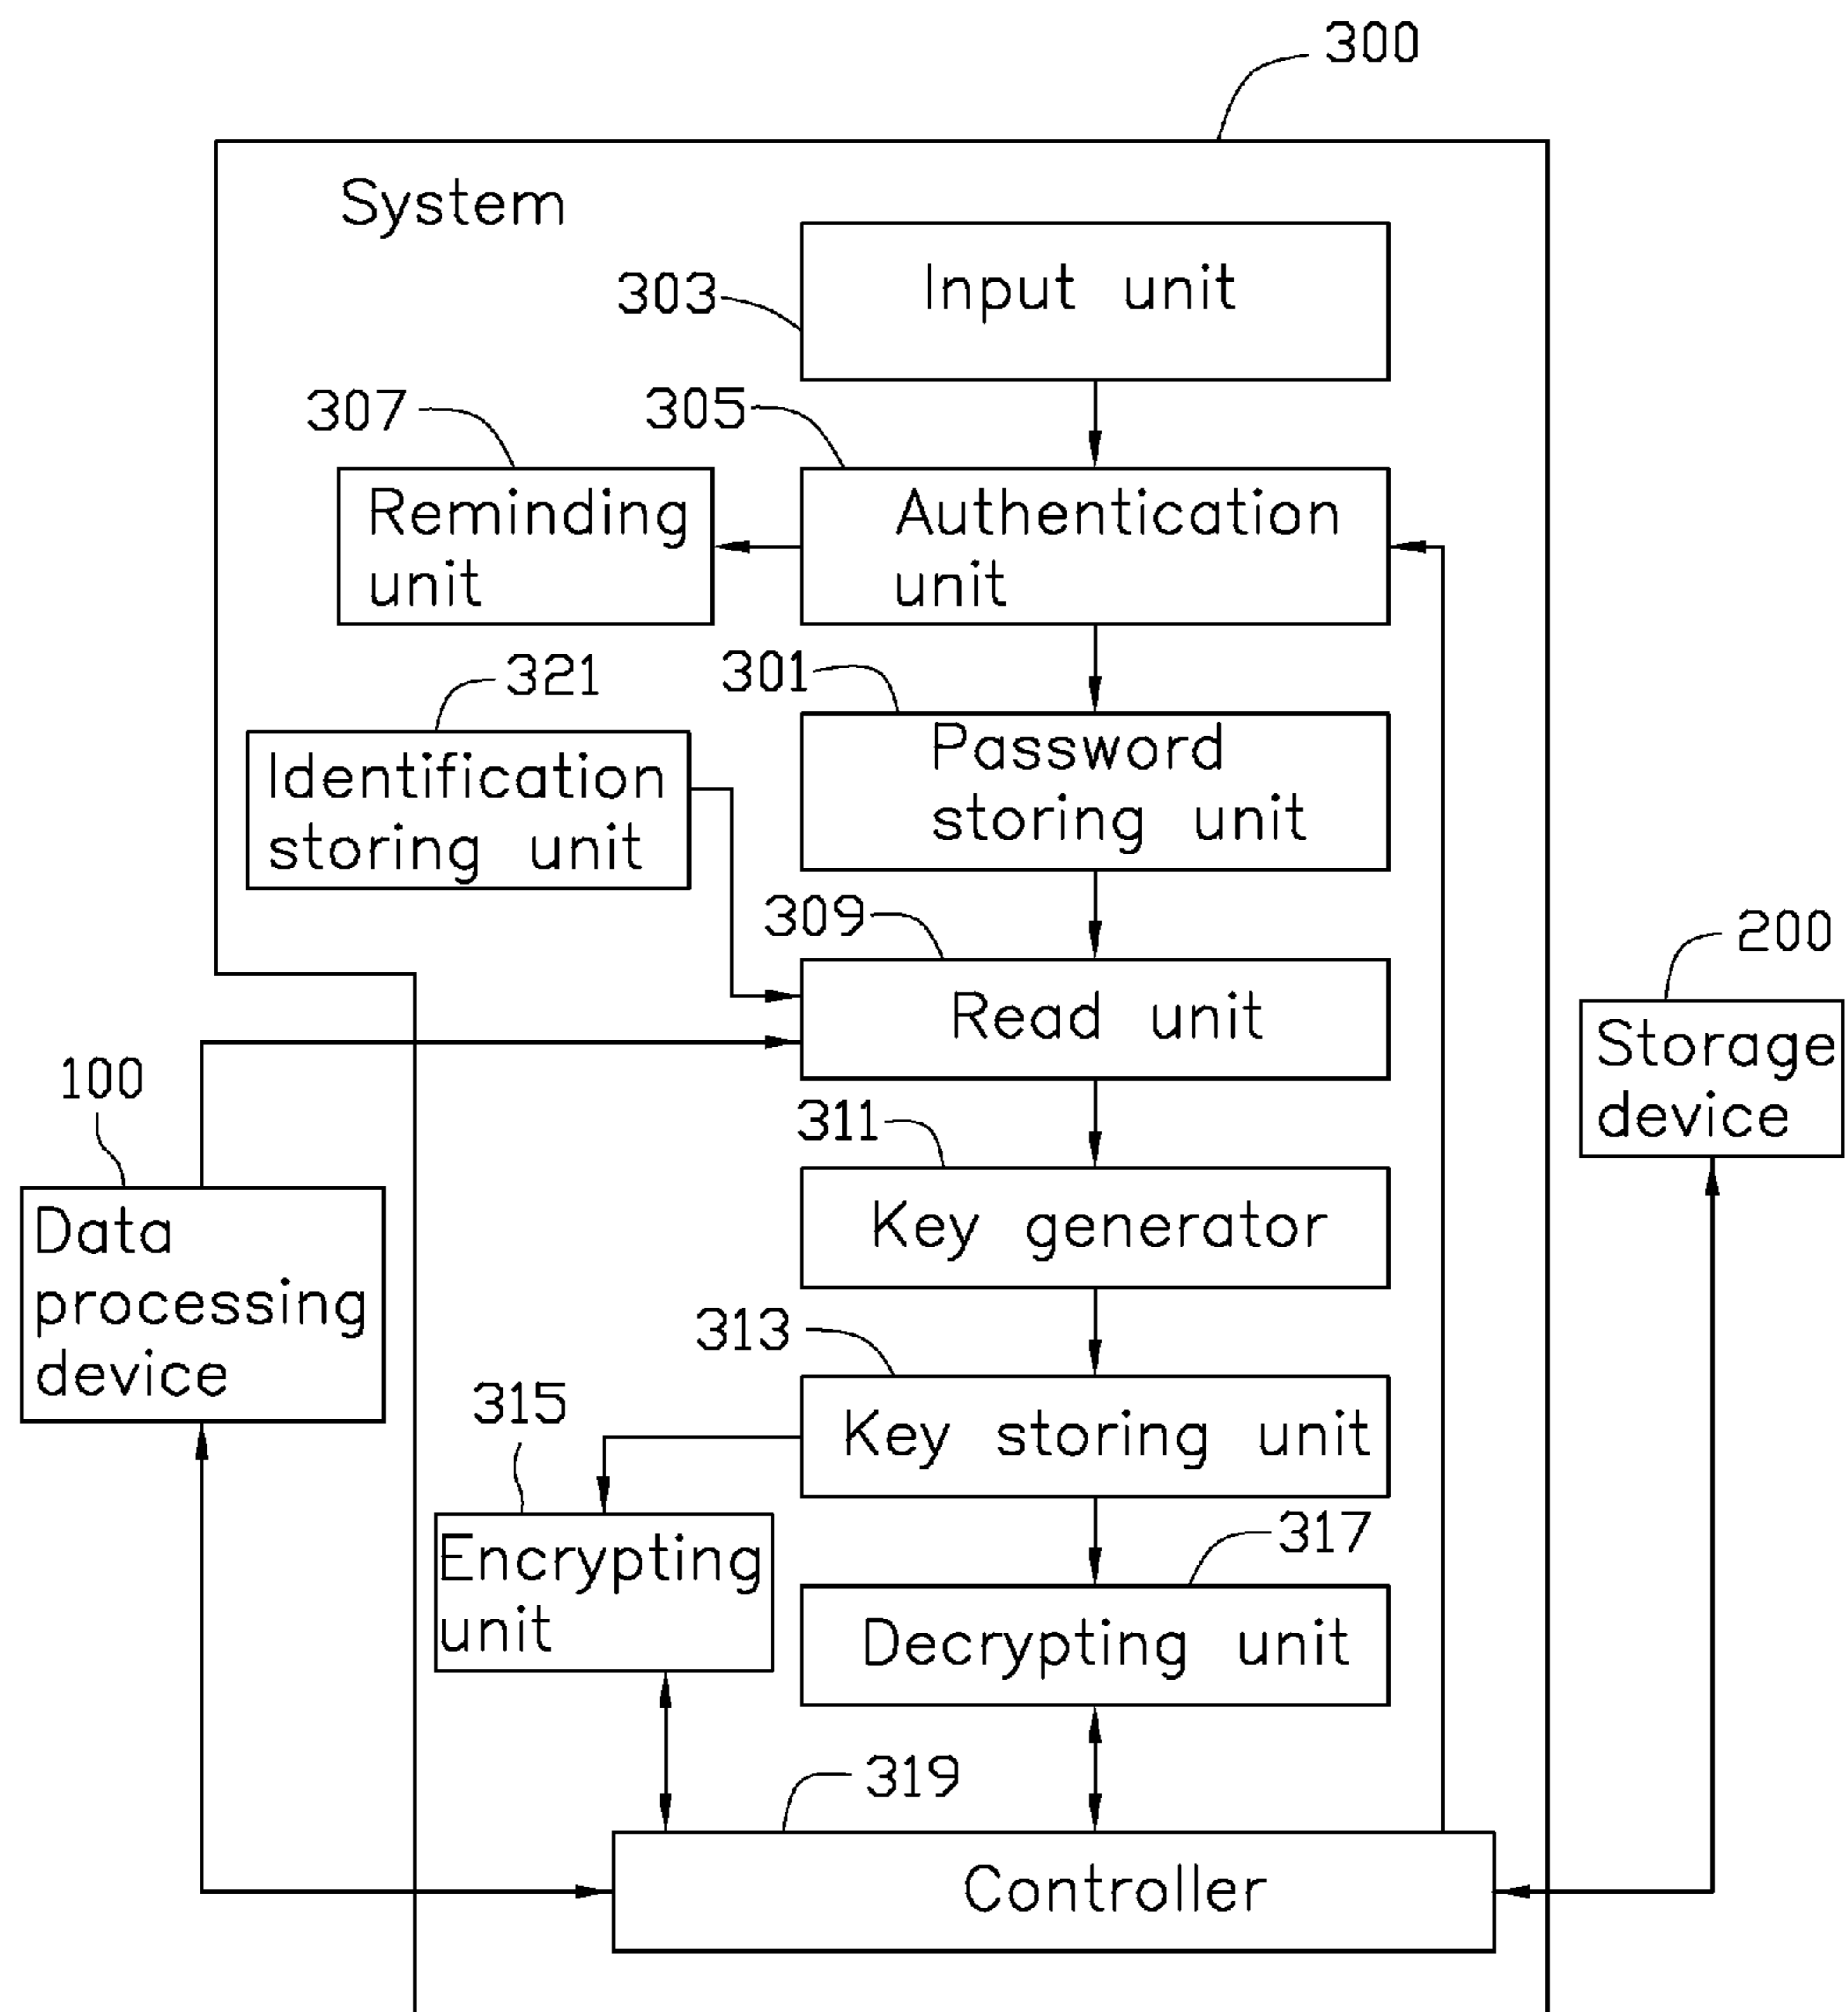 300
System
303
Input unit
307
305
Reminding
unit
Authentication
unit
321
301
Identification
storing unit
Password
storing unit
309
Read unit
200
Storage
device
100
Data
processing
device
311
Key generator
313
Key storing unit
315
Encrypting
unit
317
Decrypting unit
319
Controller